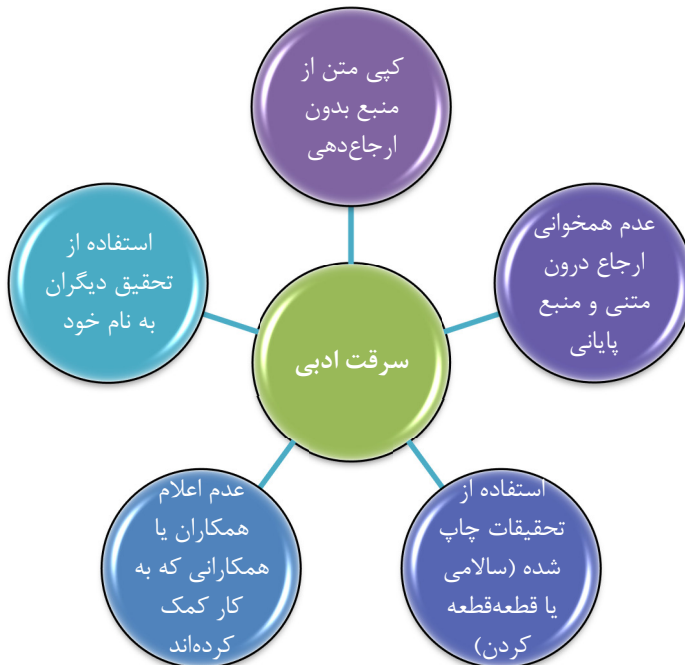 کپی متن از
منبع بدون
ارجاع‌دهی
عدم همخوانی
ارجاع درون
متنی و منبع
پایانی
استفاده از
تحقیقات چاپ
شده (سالامی
یا قطعه‌قطعه
کردن)
عدم اعلام
همکاران یا
همکارانی که به
کار کمک
کرده‌اند
استفاده از
تحقیق دیگران
به نام خود
سرقت ادبی